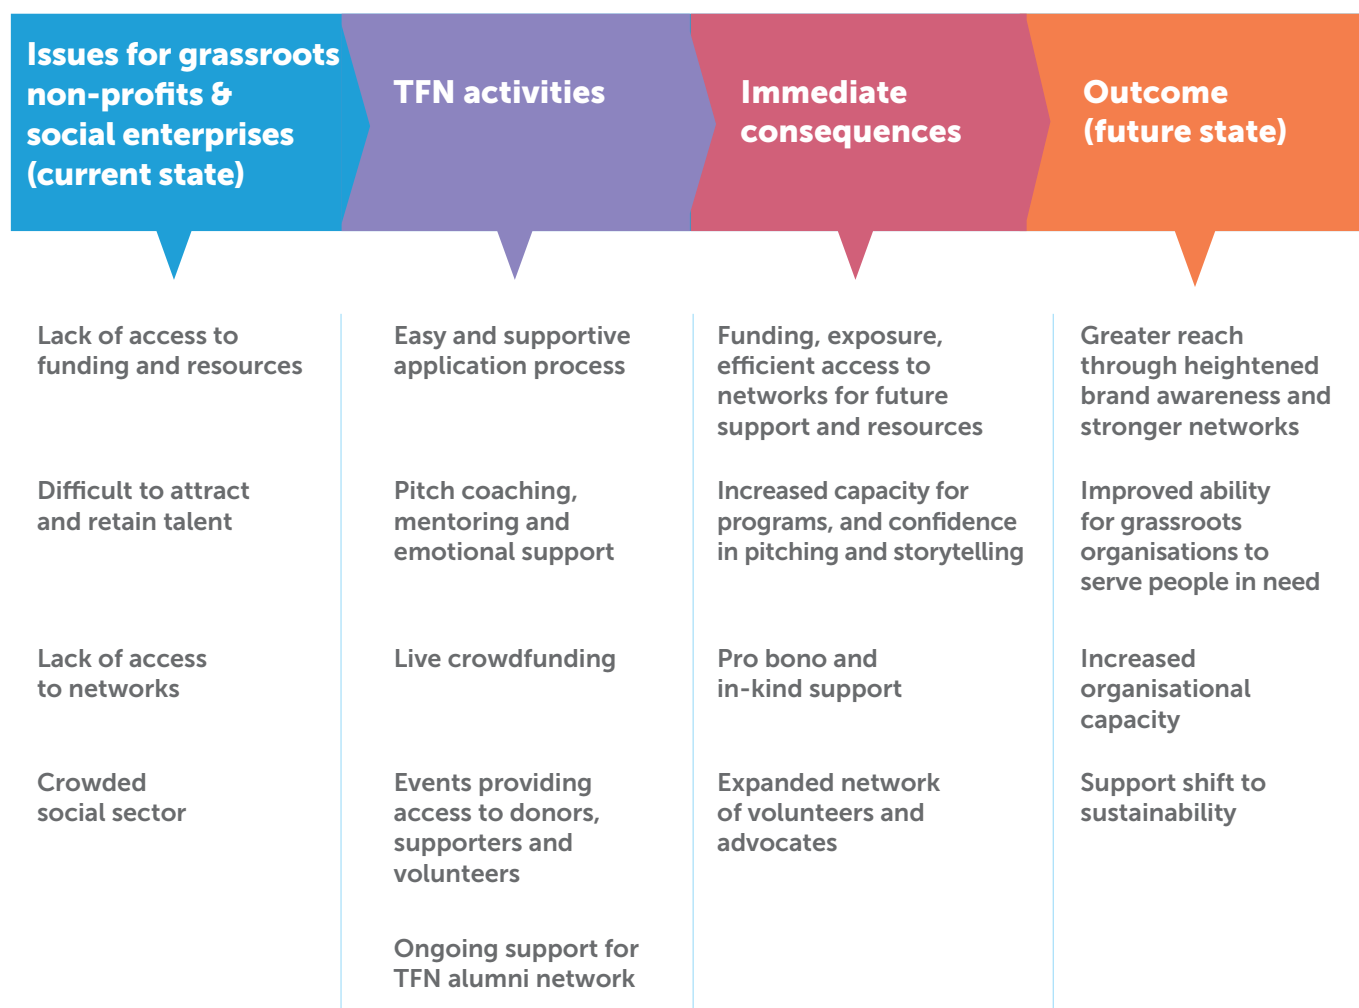 Issues for grassroots
non-profits &
social enterprises
(current state)
TFN activities
Immediate
consequences
Outcome
(future state)
Lack of access to
funding and resources
Difficult to attract
and retain talent
Lack of access
to networks
Crowded
social sector
Easy and supportive
application process
Pitch coaching,
mentoring and
emotional support
Live crowdfunding
Events providing
access to donors,
supporters and
volunteers
Ongoing support for
TFN alumni network
Funding, exposure,
efficient access to
networks for future
support and resources
Increased capacity for
programs, and confidence
in pitching and storytelling
Pro bono and
in-kind support
Expanded network
of volunteers and
advocates
Greater reach
through heightened
brand awareness and
stronger networks
Improved ability
for grassroots
organisations to
serve people in need
Increased
organisational
capacity
Support shift to
sustainability